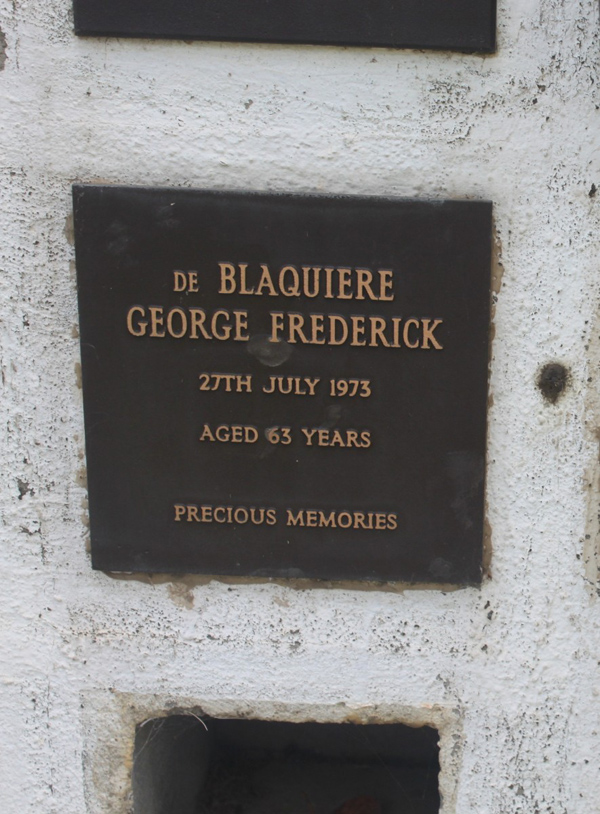 DE BLAQUIERE
GEORGE FREDERICK
27TH JULY 1973
AGED 63 YEARS
PRECIOUS MEMORIES